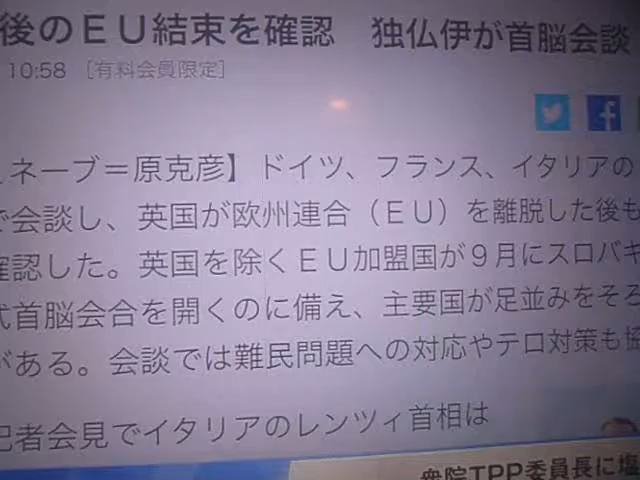 後のＥＵ結束を確認　独仏伊が首脳会談
10:58 ［有料会員限定］
ネーブ＝原克彦】ドイツ、フランス、イタリアの
で会談し、英国が欧州連合（ＥＵ）を離脱した後も
確認した。英国を除くＥＵ加盟国が９月にスロバキ
式首脳会合を開くのに備え、主要国が足並みをそろ
がある。会談では難民問題への対応やテロ対策も協
記者会見でイタリアのレンツィ首相は
衆院TPP委員長に塩